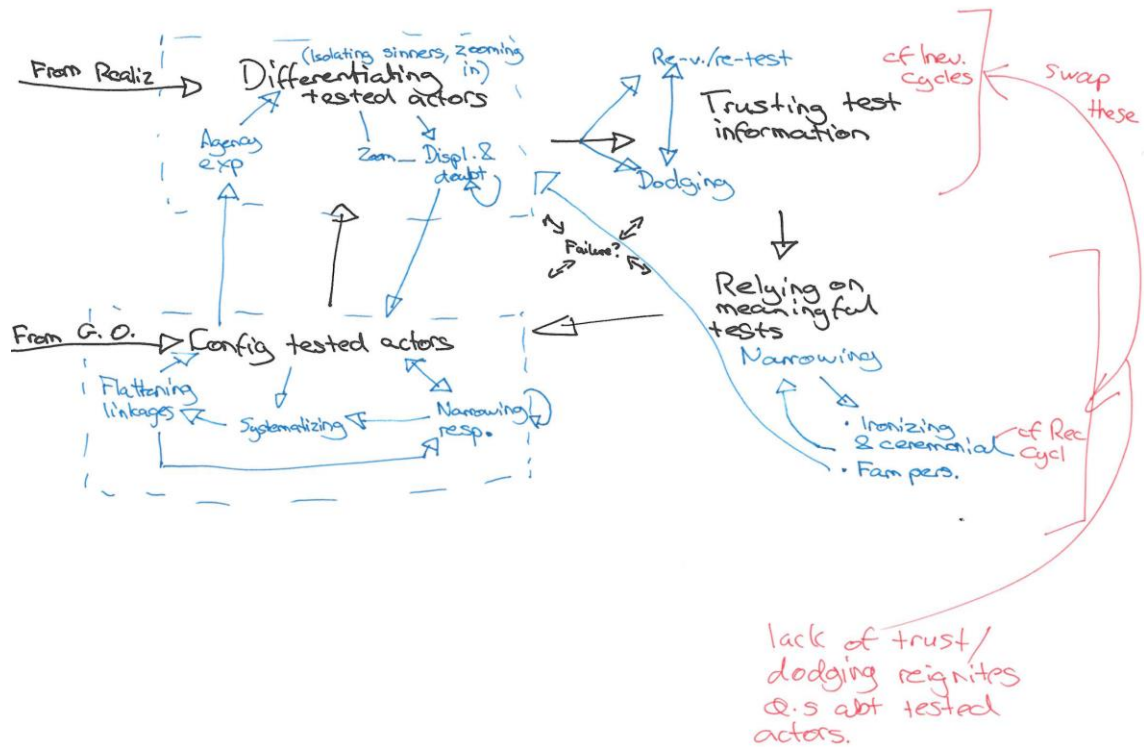 From Realiz
(Isolating sinners, zooming
in)
Differentiating
tested actors
Agency
exp
Zoom
Displ. &
doubt
Re-v./re-test
Trusting test
information
Dodging
cf Inev.
Cycles
swap
these
Failure?
Relying on
meaningful
tests
Narrowing
• Ironizing
& ceremonial
• Fam pers.
cf Rec
Cycl
From G. O.
Config tested actors
Flattening
linkages
Systematizing
Narrowing
resp.
lack of trust/
dodging reignites
Q.s abt tested
actors.